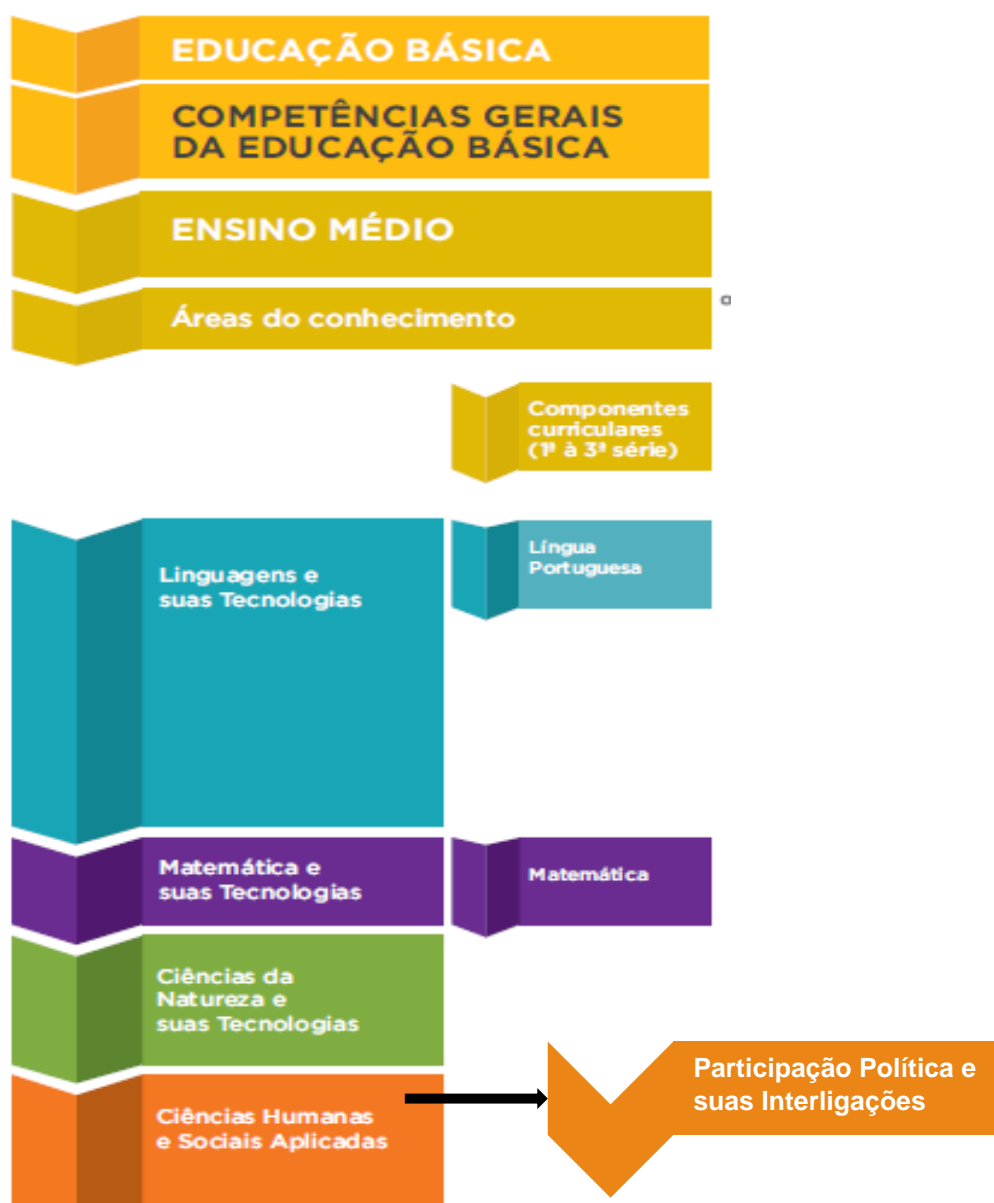 EDUCAÇÃO BÁSICA
COMPETÊNCIAS GERAIS
DA EDUCAÇÃO BÁSICA
ENSINO MÉDIO
Áreas do conhecimento
Componentes
curriculares
(1ª à 3ª série)
Linguagens e
suas Tecnologias
Língua
Portuguesa
Matemática e
suas Tecnologias
Matemática
Ciências da
Natureza e
suas Tecnologias
Ciências Humanas
e Sociais Aplicadas
Participação Política e
suas Interligações